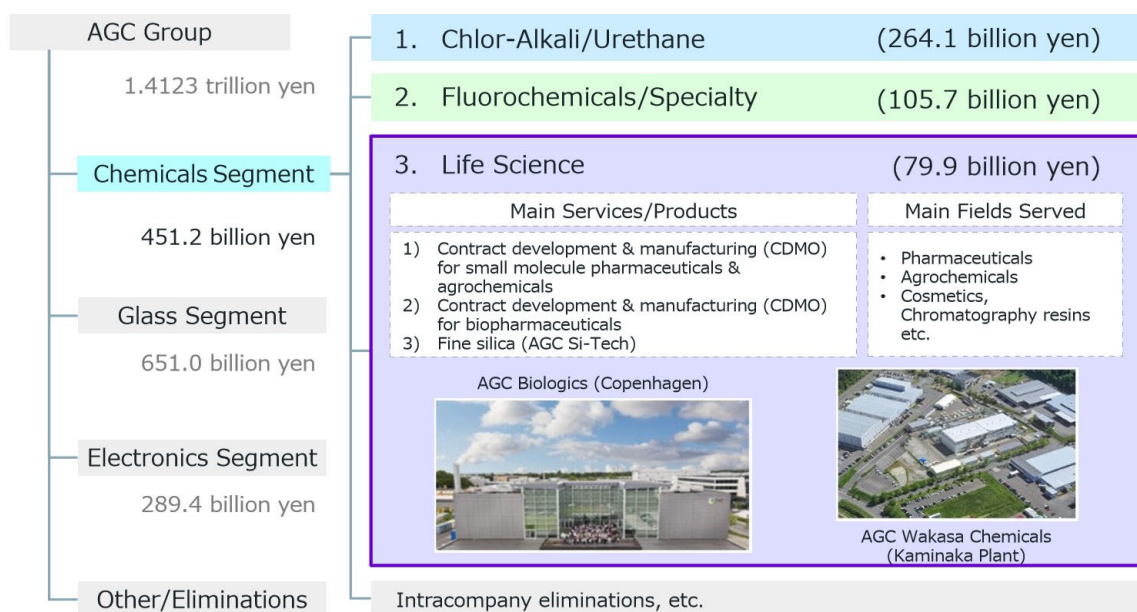 AGC Group
1.4123 trillion yen
Chemicals Segment
451.2 billion yen
Glass Segment
651.0 billion yen
Electronics Segment
289.4 billion yen
Other/Eliminations
1. Chlor-Alkali/Urethane (264.1 billion yen)
2. Fluorochemicals/Specialty (105.7 billion yen)
3. Life Science (79.9 billion yen)
Main Services/Products
1) Contract development & manufacturing (CDMO)
for small molecule pharmaceuticals &
agrochemicals
2) Contract development & manufacturing (CDMO)
for biopharmaceuticals
3) Fine silica (AGC Si-Tech)
Main Fields Served
• Pharmaceuticals
• Agrochemicals
• Cosmetics,
Chromatography resins
etc.
AGC Biologics (Copenhagen)
AGC Wakasa Chemicals
(Kaminaka Plant)
Intracompany eliminations, etc.